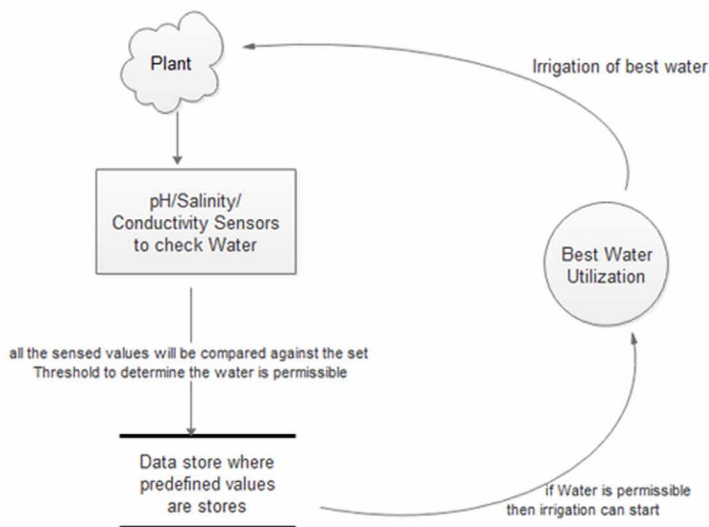 Plant
Irrigation of best water
pH/Salinity/
Conductivity Sensors
to check Water
Best Water
Utilization
all the sensed values will be compared against the set
Threshold to determine the water is permissible
Data store where
predefined values
are stores
if Water is permissible
then irrigation can start